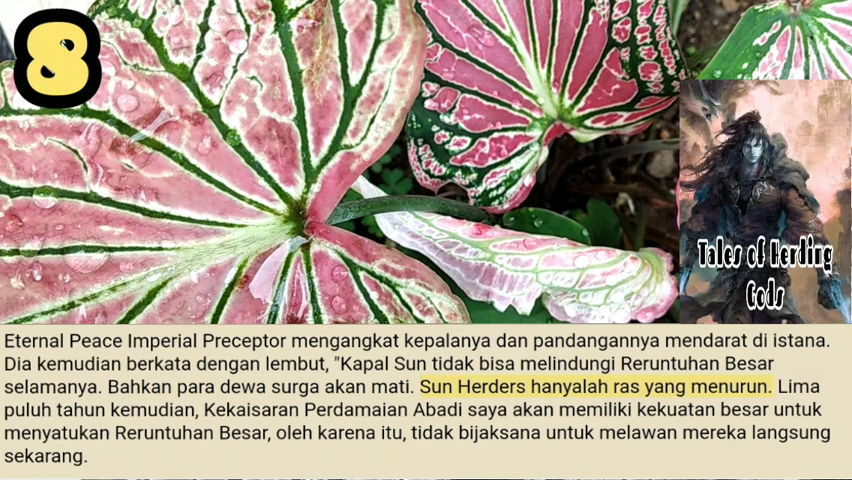 8
Tales of Herding
Gods
Eternal Peace Imperial Preceptor mengangkat kepalanya dan pandangannya mendarat di istana.
Dia kemudian berkata dengan lembut, "Kapal Sun tidak bisa melindungi Reruntuhan Besar
selamanya. Bahkan para dewa surga akan mati. Sun Herders hanyalah ras yang menurun. Lima
puluh tahun kemudian, Kekaisaran Perdamaian Abadi saya akan memiliki kekuatan besar untuk
menyatukan Reruntuhan Besar, oleh karena itu, tidak bijaksana untuk melawan mereka langsung
sekarang.